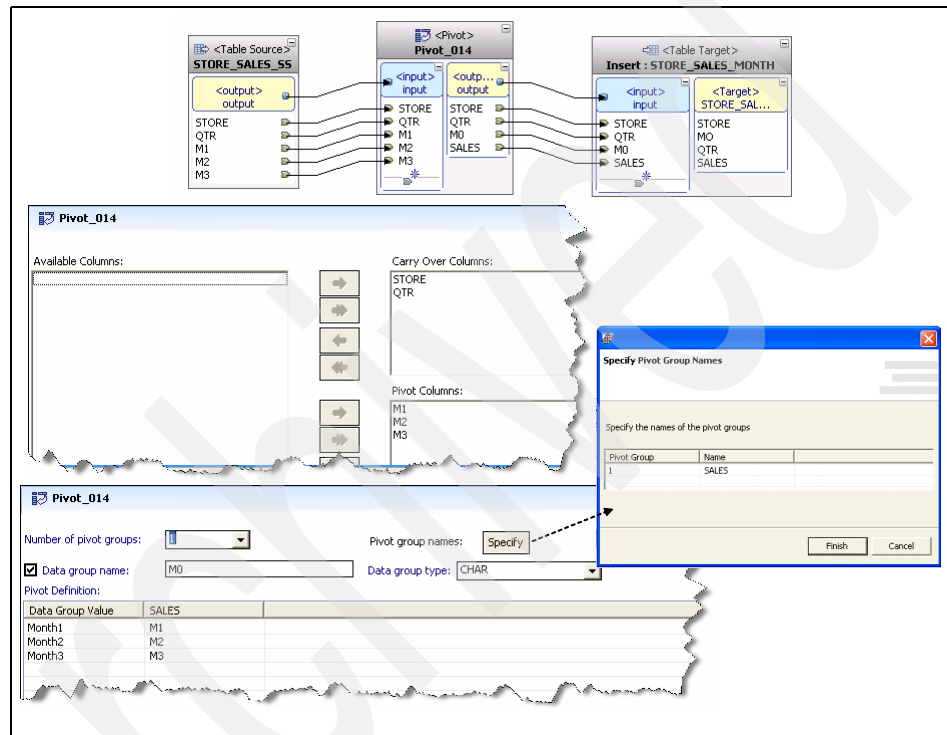 <Table Source>
STORE_SALES_SS
<output>
output
STORE
QTR
M1
M2
M3
<Pivot>
Pivot_014
<input>
input
STORE
QTR
M1
M2
M3
<outp...
output
STORE
QTR
MO
SALES
<Table Target>
Insert : STORE_SALES_MONTH
<input>
input
STORE
QTR
MO
SALES
<Target>
STORE_SAL...
STORE
MO
QTR
SALES
Pivot_014
Available Columns:
Carry Over Columns:
STORE
QTR
Pivot Columns:
M1
M2
M3
Specify Pivot Group Names
Specify the names of the pivot groups
Pivot Group Name
1 SALES
Finish Cancel
Pivot_014
Number of pivot groups: 1 Pivot group names: Specify
Data group name: MO Data group type: CHAR
Pivot Definition:
Data Group Value SALES
Month1 M1
Month2 M2
Month3 M3